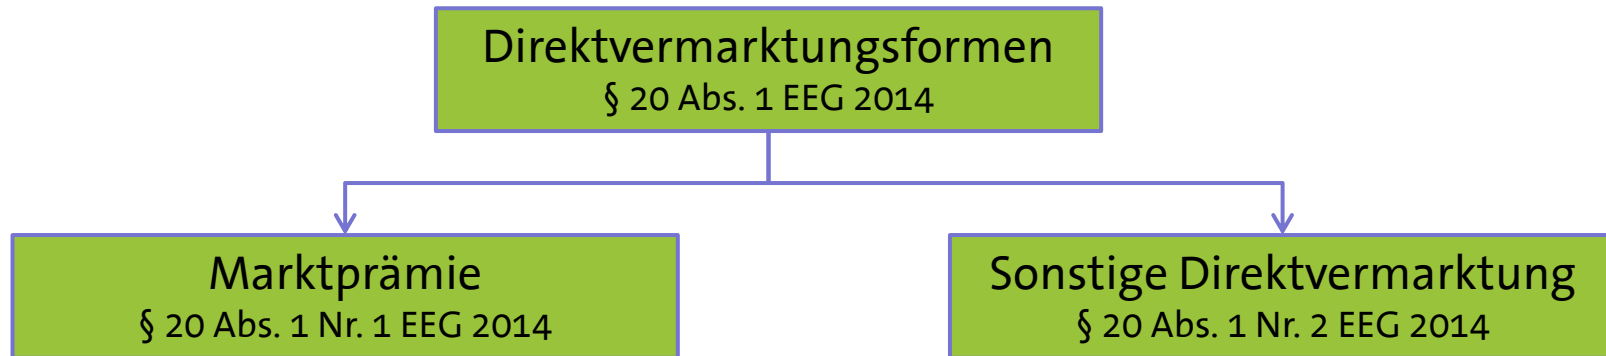 Direktvermarktungsformen
§ 20 Abs. 1 EEG 2014
Marktprämie
§ 20 Abs. 1 Nr. 1 EEG 2014
Sonstige Direktvermarktung
§ 20 Abs. 1 Nr. 2 EEG 2014